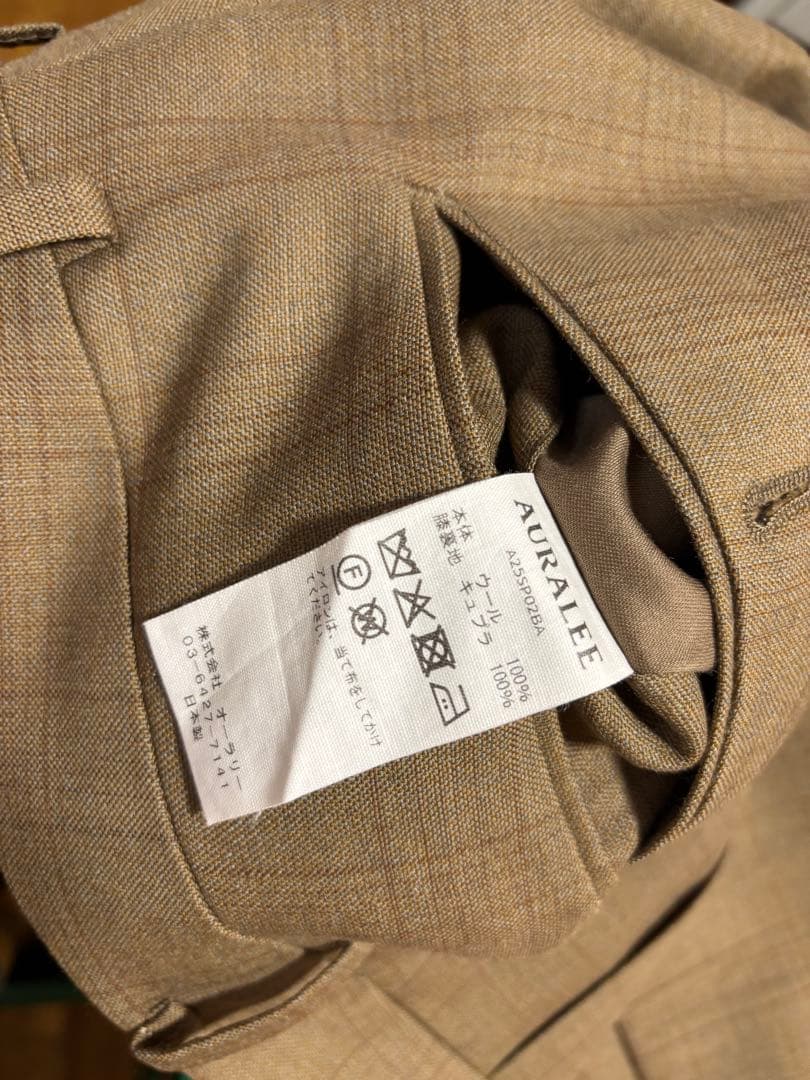 AURALEE
A25SP02BA
本体 ウール 100%
膝裏地 キュプラ 100%
F
アイロンは、当て布をしてかけ
てください。
株式会社 オーラリー
03-6427-7141
日本製